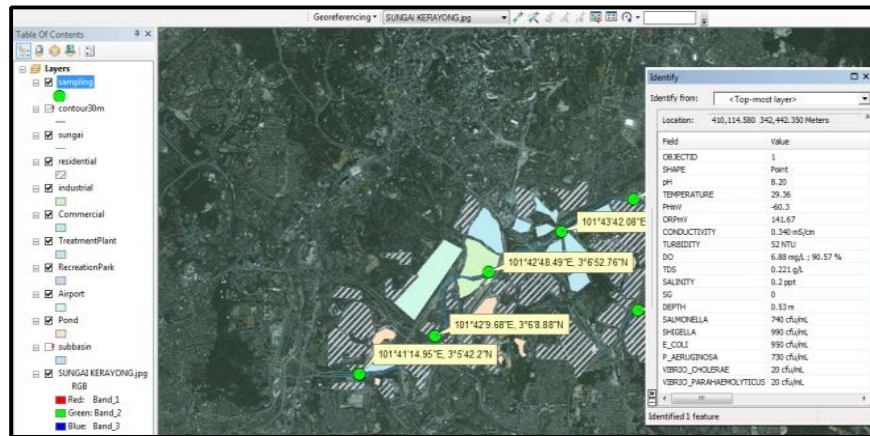 Georeferencing
SUNGAI KERAYONG.jpg
Table Of Contents
Layers
sampling
contour30m
sungai
residential
industrial
Commercial
TreatmentPlant
RecreationPark
Airport
Pond
subbasin
SUNGAI KERAYONG.jpg
RGB
Red: Band_1
Green: Band_2
Blue: Band_3
101°43'42.08"E,
101°42'48.49"E, 3°6'52.76"N
101°42'9.68"E, 3°6'8.88"N
101°41'14.95"E, 3°5'42.2"N
Identify
Identify from: <Top-most layer>
Location: 410,114.580 342,442.350 Meters
Field Value
OBJECTID 1
SHAPE Point
pH 8.20
TEMPERATURE 29.36
PHmV -60.3
ORPmV 141.67
CONDUCTIVITY 0.340 mS/cm
TURBIDITY 52 NTU
DO 6.88 mg/L ; 90.57 %
TDS 0.221 g/L
SALINITY 0.2 ppt
SG 0
DEPTH 0.53 m
SALMONELLA 740 cfu/mL
SHIGELLA 990 cfu/mL
E_COLI 950 cfu/mL
P_AERUGINOSA 730 cfu/mL
VIBRIO_CHOLERAE 20 cfu/mL
VIBRIO_PARAHAEMOLYTICUS 20 cfu/mL
Identified 1 feature